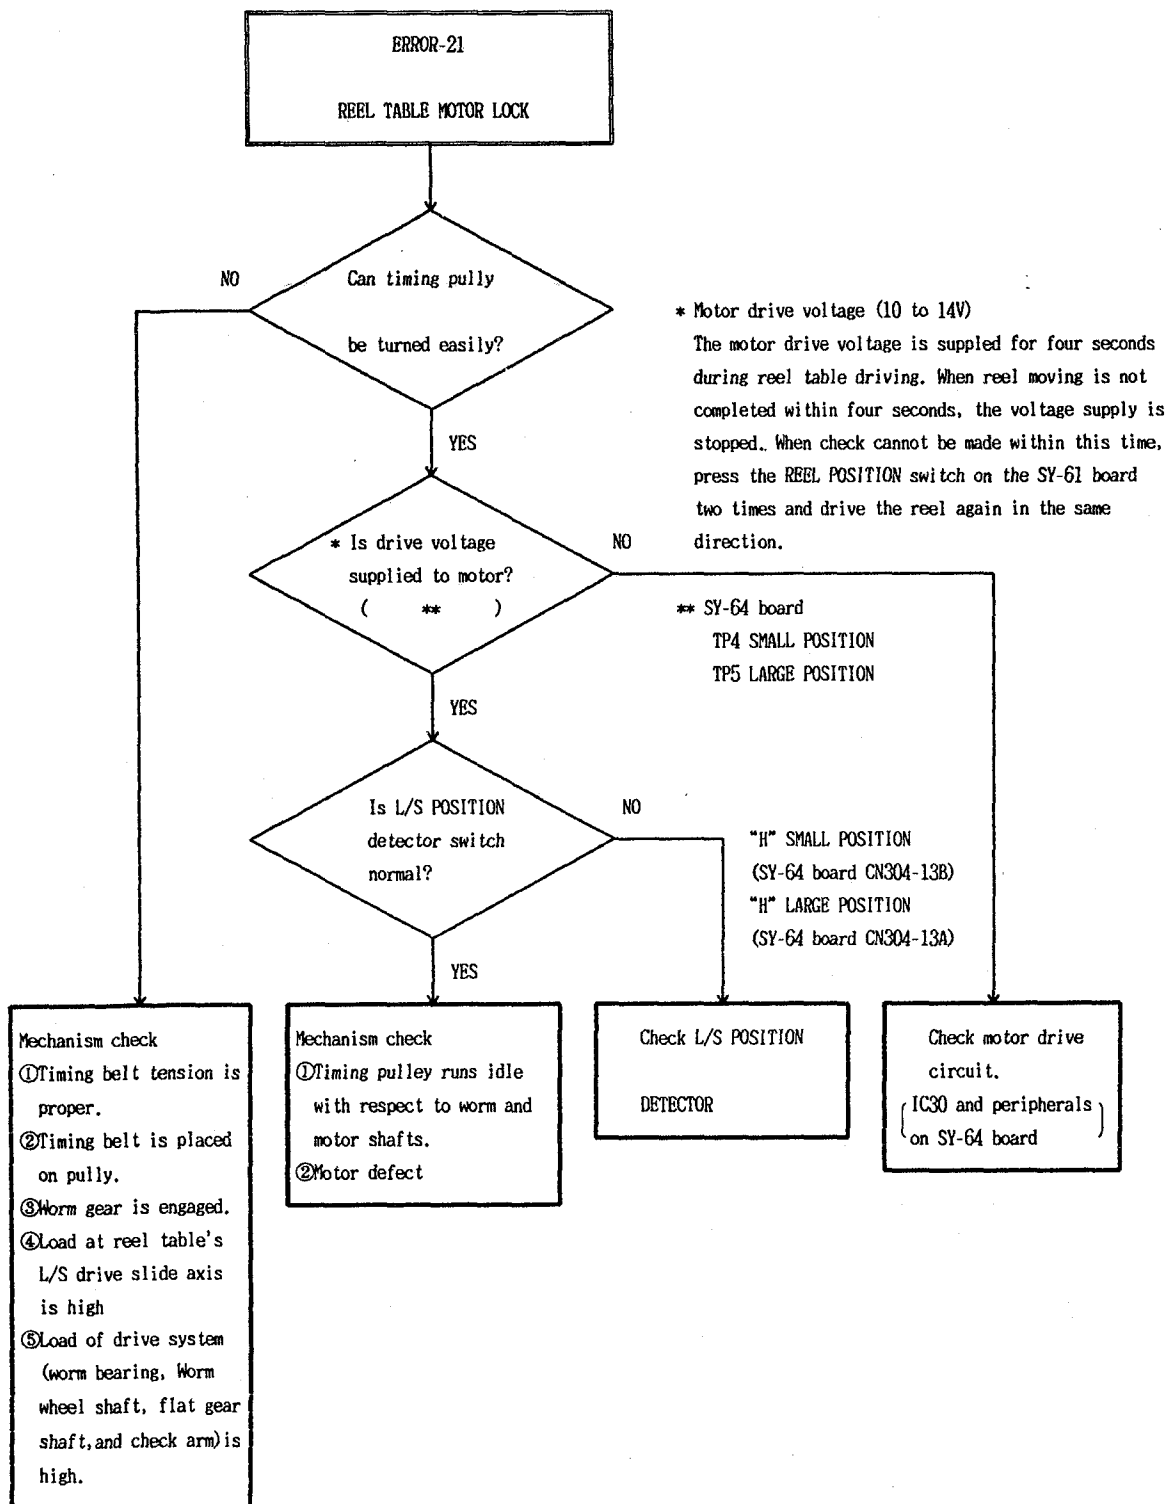 ERROR-21
REEL TABLE MOTOR LOCK
NO
Can timing pully
be turned easily?
YES
* Motor drive voltage (10 to 14V)
The motor drive voltage is suppled for four seconds
during reel table driving. When reel moving is not
completed within four seconds, the voltage supply is
stopped. When check cannot be made within this time,
press the REEL POSITION switch on the SY-61 board
two times and drive the reel again in the same
direction.
* Is drive voltage
supplied to motor?
( ** )
NO
YES
** SY-64 board
TP4 SMALL POSITION
TP5 LARGE POSITION
Is L/S POSITION
detector switch
normal?
NO
YES
"H" SMALL POSITION
(SY-64 board CN304-13B)
"H" LARGE POSITION
(SY-64 board CN304-13A)
Mechanism check
①Timing belt tension is
proper.
②Timing belt is placed
on pully.
③Worm gear is engaged.
④Load at reel table's
L/S drive slide axis
is high
⑤Load of drive system
(worm bearing, Worm
wheel shaft, flat gear
shaft,and check arm)is
high.
Mechanism check
①Timing pulley runs idle
with respect to worm and
motor shafts.
②Motor defect
Check L/S POSITION
DETECTOR
Check motor drive
circuit.
(IC30 and peripherals
on SY-64 board)